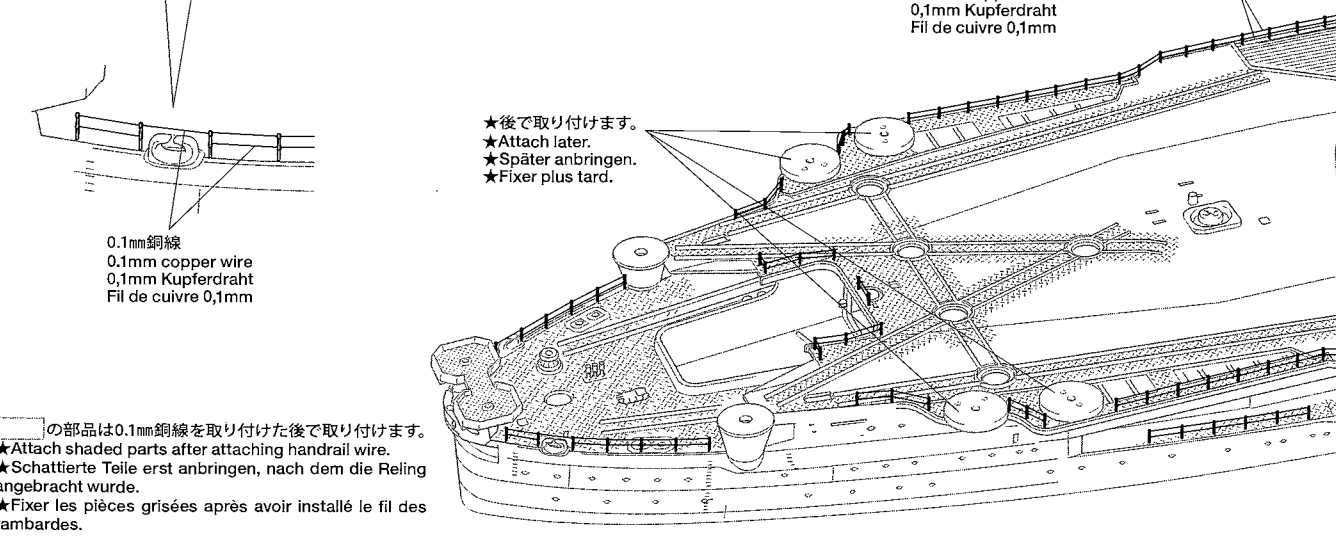 0,1mm Kupferdraht
Fil de cuivre 0,1mm
★後で取り付けます。
★Attach later.
★Später anbringen.
★Fixer plus tard.
0.1mm銅線
0.1mm copper wire
0,1mm Kupferdraht
Fil de cuivre 0,1mm
の部品は0.1mm銅線を取り付けた後で取り付けます。
★Attach shaded parts after attaching handrail wire.
★Schattierte Teile erst anbringen, nach dem die Reling
angebracht wurde.
★Fixer les pièces grisées après avoir installé le fil des
rambardes.